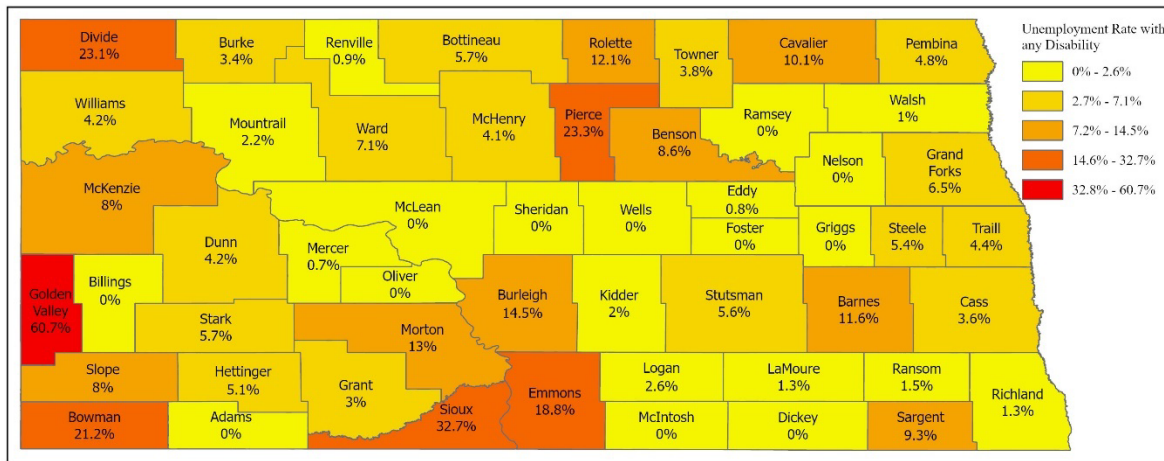 Divide
23.1%
Burke
3.4%
Renville
0.9%
Bottineau
5.7%
Rolette
12.1%
Towner
3.8%
Cavalier
10.1%
Pembina
4.8%
Williams
4.2%
Mountrail
2.2%
Ward
7.1%
McHenry
4.1%
Pierce
23.3%
Benson
8.6%
Ramsey
0%
Walsh
1%
Nelson
0%
Grand
Forks
6.5%
McKenzie
8%
Dunn
4.2%
McLean
0%
Mercer
0.7%
Oliver
0%
Sheridan
0%
Wells
0%
Eddy
0.8%
Foster
0%
Griggs
0%
Steele
5.4%
Traill
4.4%
Golden
Valley
60.7%
Billings
0%
Stark
5.7%
Morton
13%
Burleigh
14.5%
Kidder
2%
Stutsman
5.6%
Barnes
11.6%
Cass
3.6%
Slope
8%
Hettinger
5.1%
Grant
3%
Sioux
32.7%
Emmons
18.8%
Logan
2.6%
LaMoure
1.3%
Ransom
1.5%
Richland
1.3%
Bowman
21.2%
Adams
0%
McIntosh
0%
Dickey
0%
Sargent
9.3%
Unemployment Rate with
any Disability
0% - 2.6%
2.7% - 7.1%
7.2% - 14.5%
14.6% - 32.7%
32.8% - 60.7%